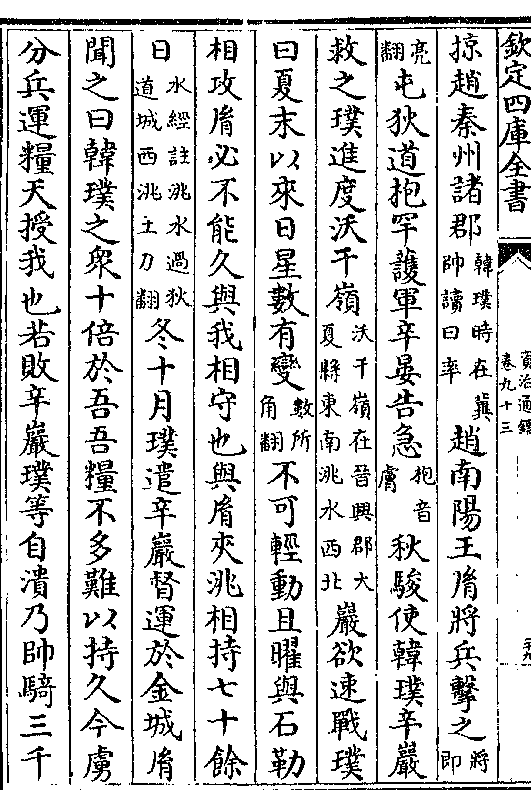 欽定四庫全書
資治通鑑
卷九十三
掠趙秦州諸郡韓璞時在冀帥讀曰率趙南陽王胤將兵擊之將即
亮翻屯狄道抱罕護軍辛晏告急抱音膚秋駿使韓璞辛巖
救之璞進度沃干嶺沃干嶺在晉興郡大夏縣東南洮水西北巖欲速戰璞
曰夏末以來日星數有變數所角翻不可輕動且曜與石勒
相攻胤必不能久與我相守也與胤夾洮相持七十餘
日水經註洮水過狄道城西洮土刀翻冬十月璞遣辛巖督運於金城胤
聞之曰韓璞之衆十倍於吾吾糧不多難以持久今虜
分兵運糧天授我也若敗辛巖璞等自潰乃帥騎三千